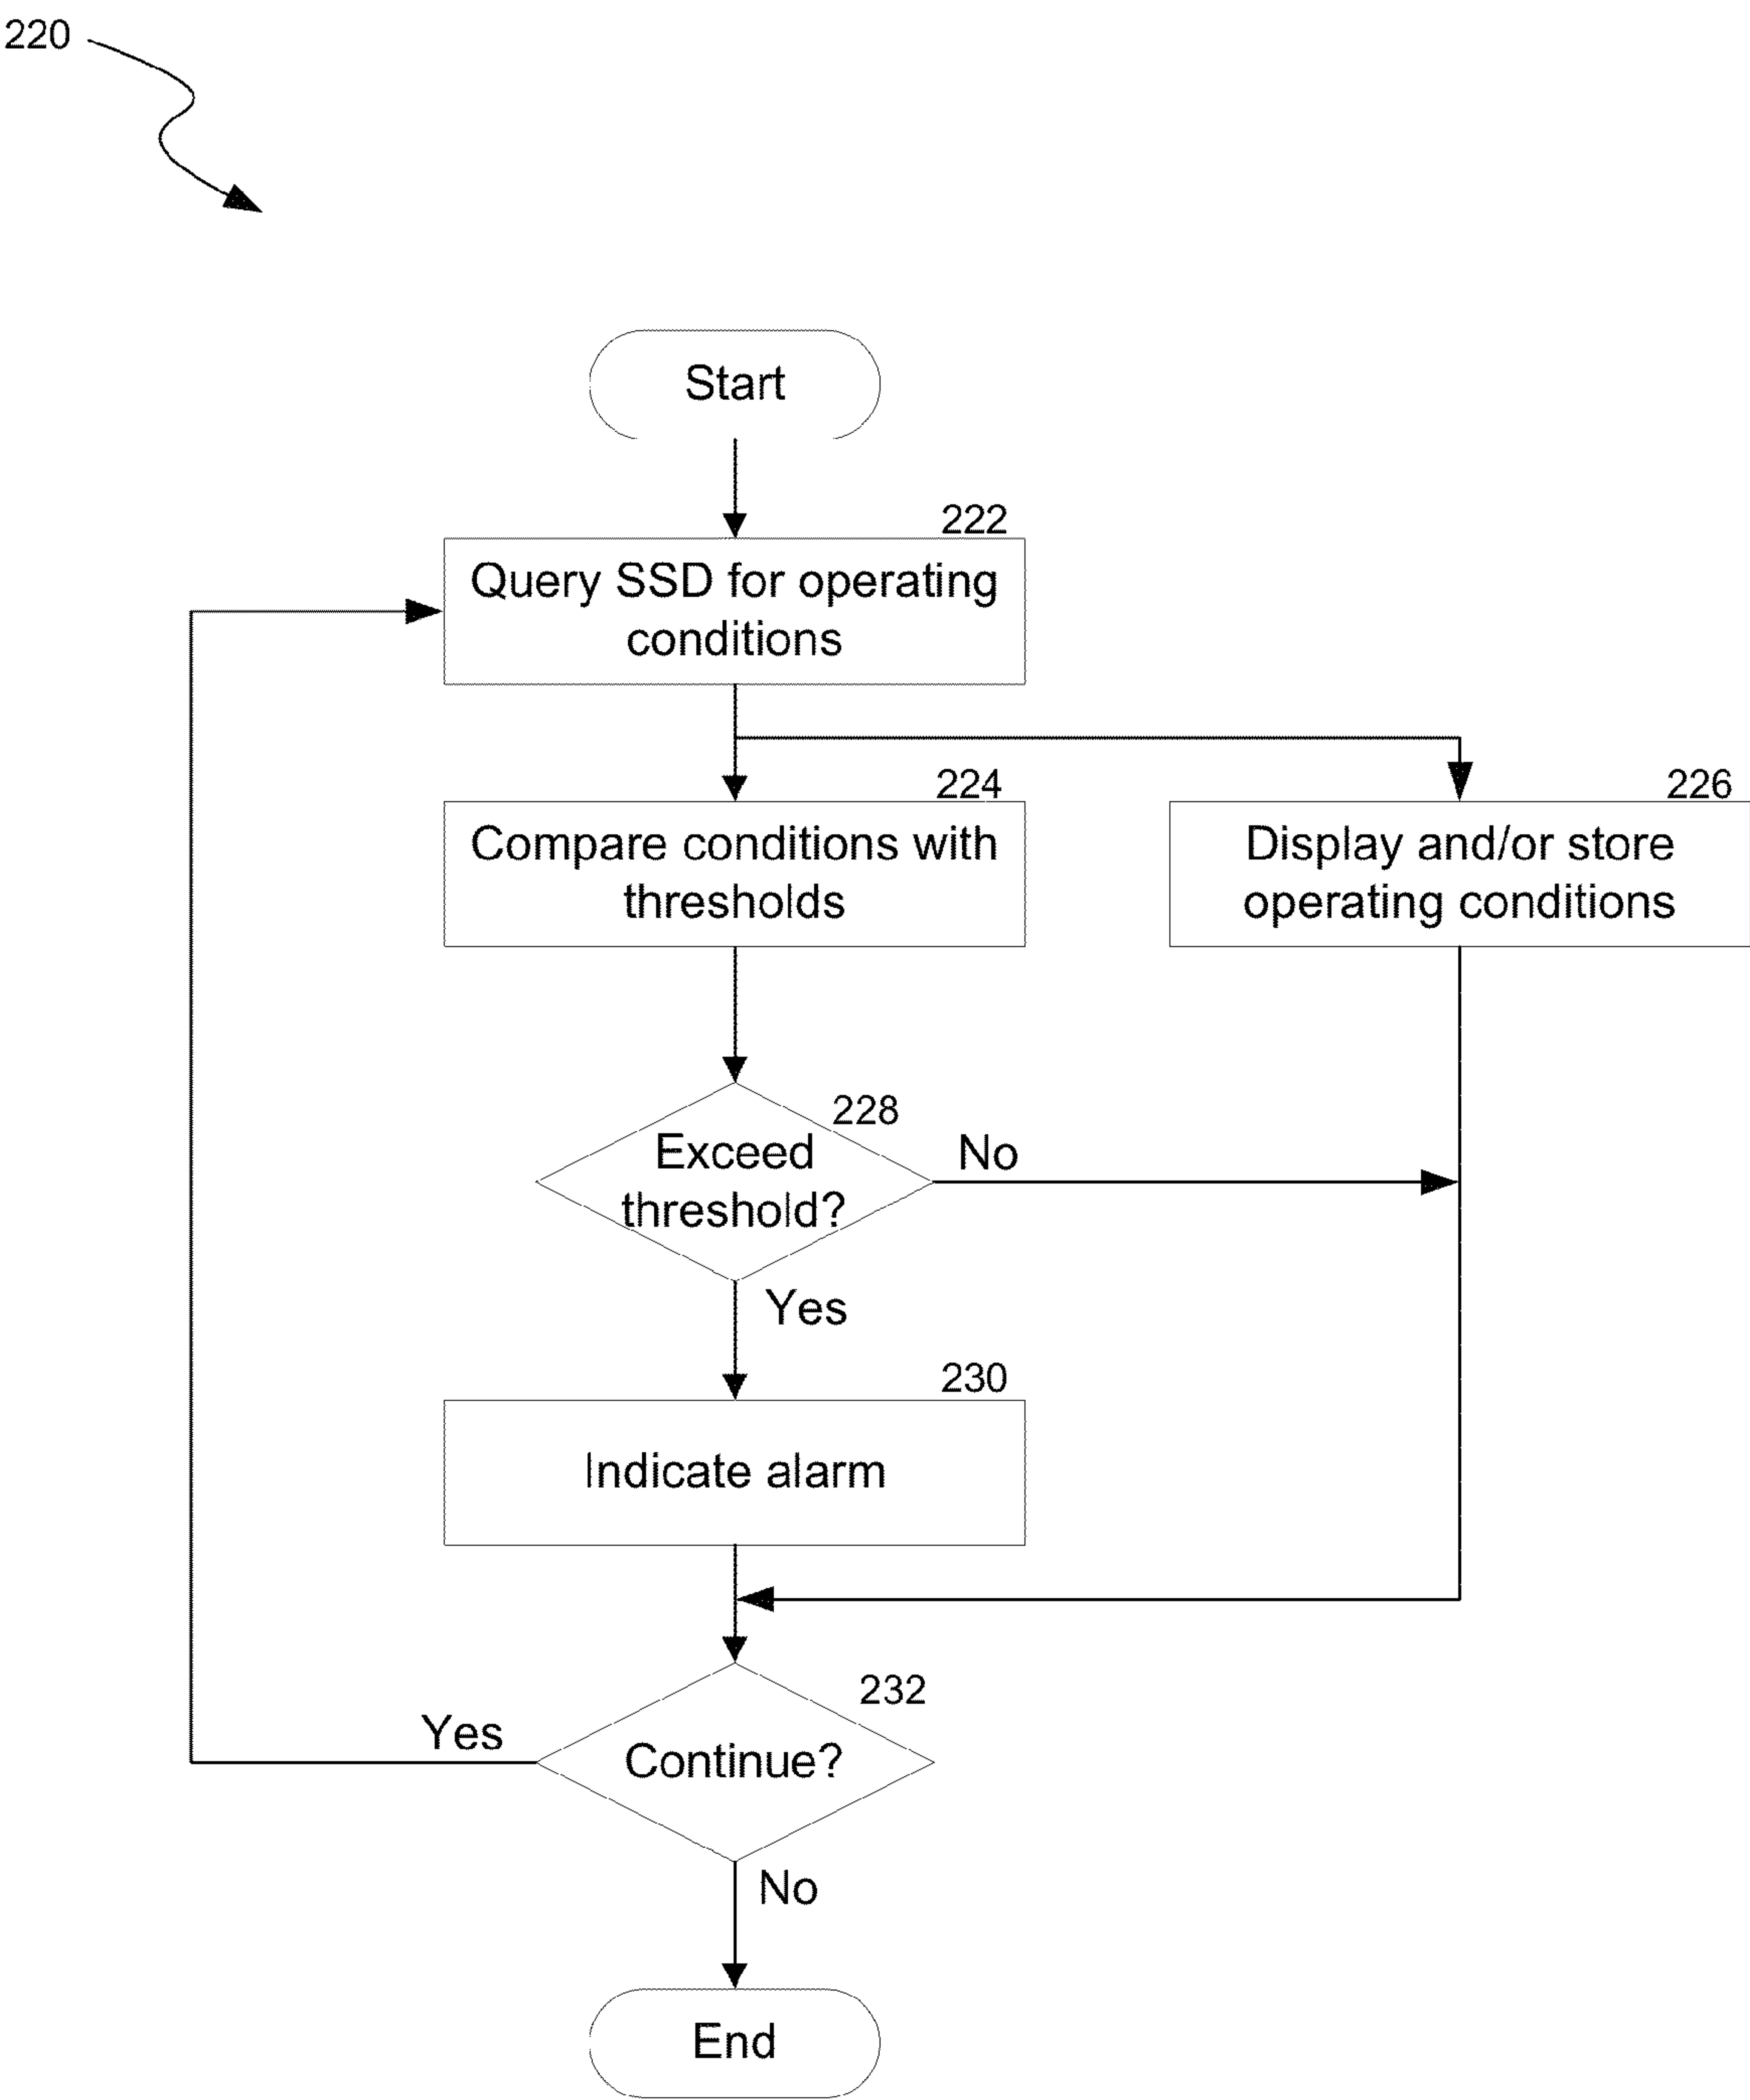 220
Start
222
Query SSD for operating
conditions
224
Compare conditions with
thresholds
226
Display and/or store
operating conditions
228
Exceed
threshold?
No
Yes
230
Indicate alarm
232
Continue?
Yes
No
End